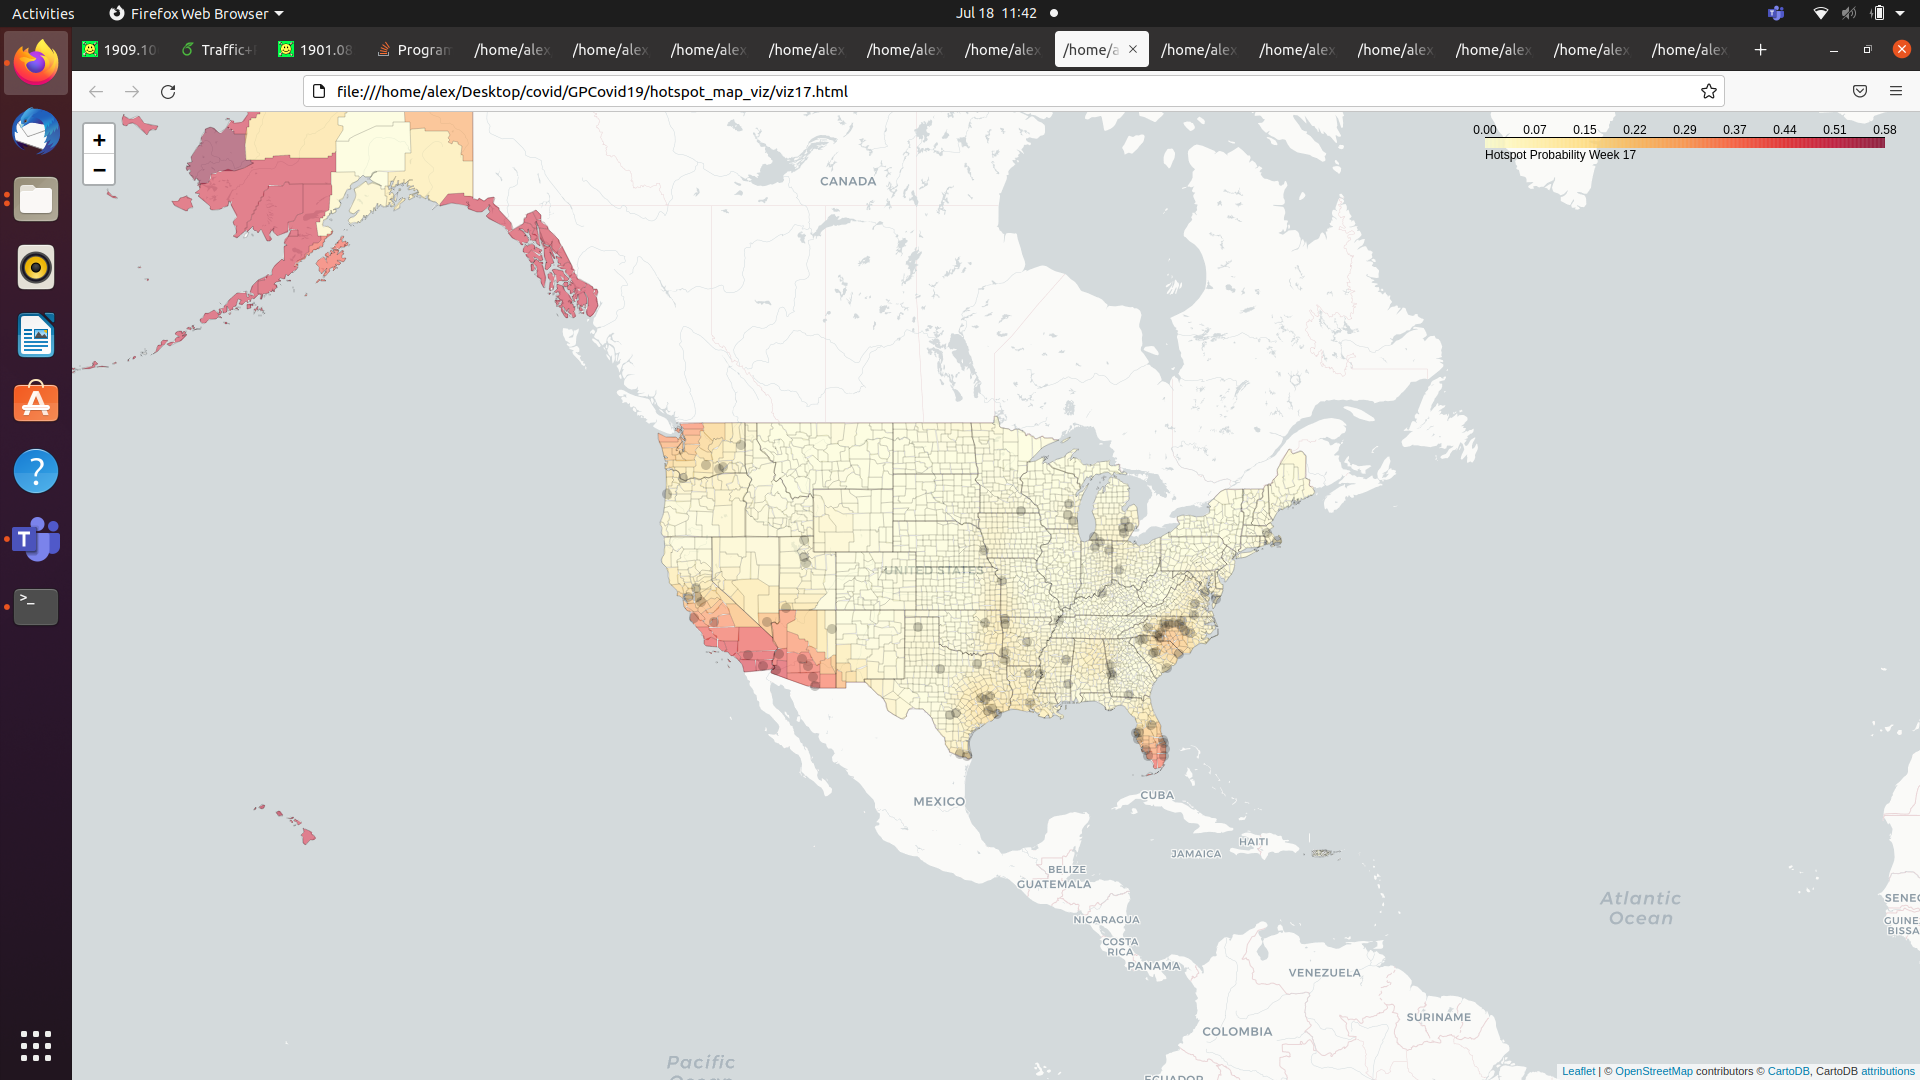 Activities
Firefox Web Browser
Jul 18 11:42
1909.10
Traffic+
1901.08
Program
/home/alex
/home/alex
/home/alex
/home/alex
/home/alex
/home/alex
/home/a
/home/alex
/home/alex
/home/alex
/home/alex
/home/alex
/home/alex
file:///home/alex/Desktop/covid/GPCovid19/hotspot_map_viz/viz17.html
+
−
0.00 0.07 0.15 0.22 0.29 0.37 0.44 0.51 0.58
Hotspot Probability Week 17
CANADA
UNITED STATES
MEXICO
CUBA
HAITI
JAMAICA
BELIZE
GUATEMALA
NICARAGUA
COSTA
RICA
PANAMA
VENEZUELA
COLOMBIA
SURINAME
ECUADOR
Atlantic
Ocean
Pacific
Ocean
SENEG
GUINE
BISSA
Leaflet | © OpenStreetMap contributors © CartoDB, CartoDB attributions